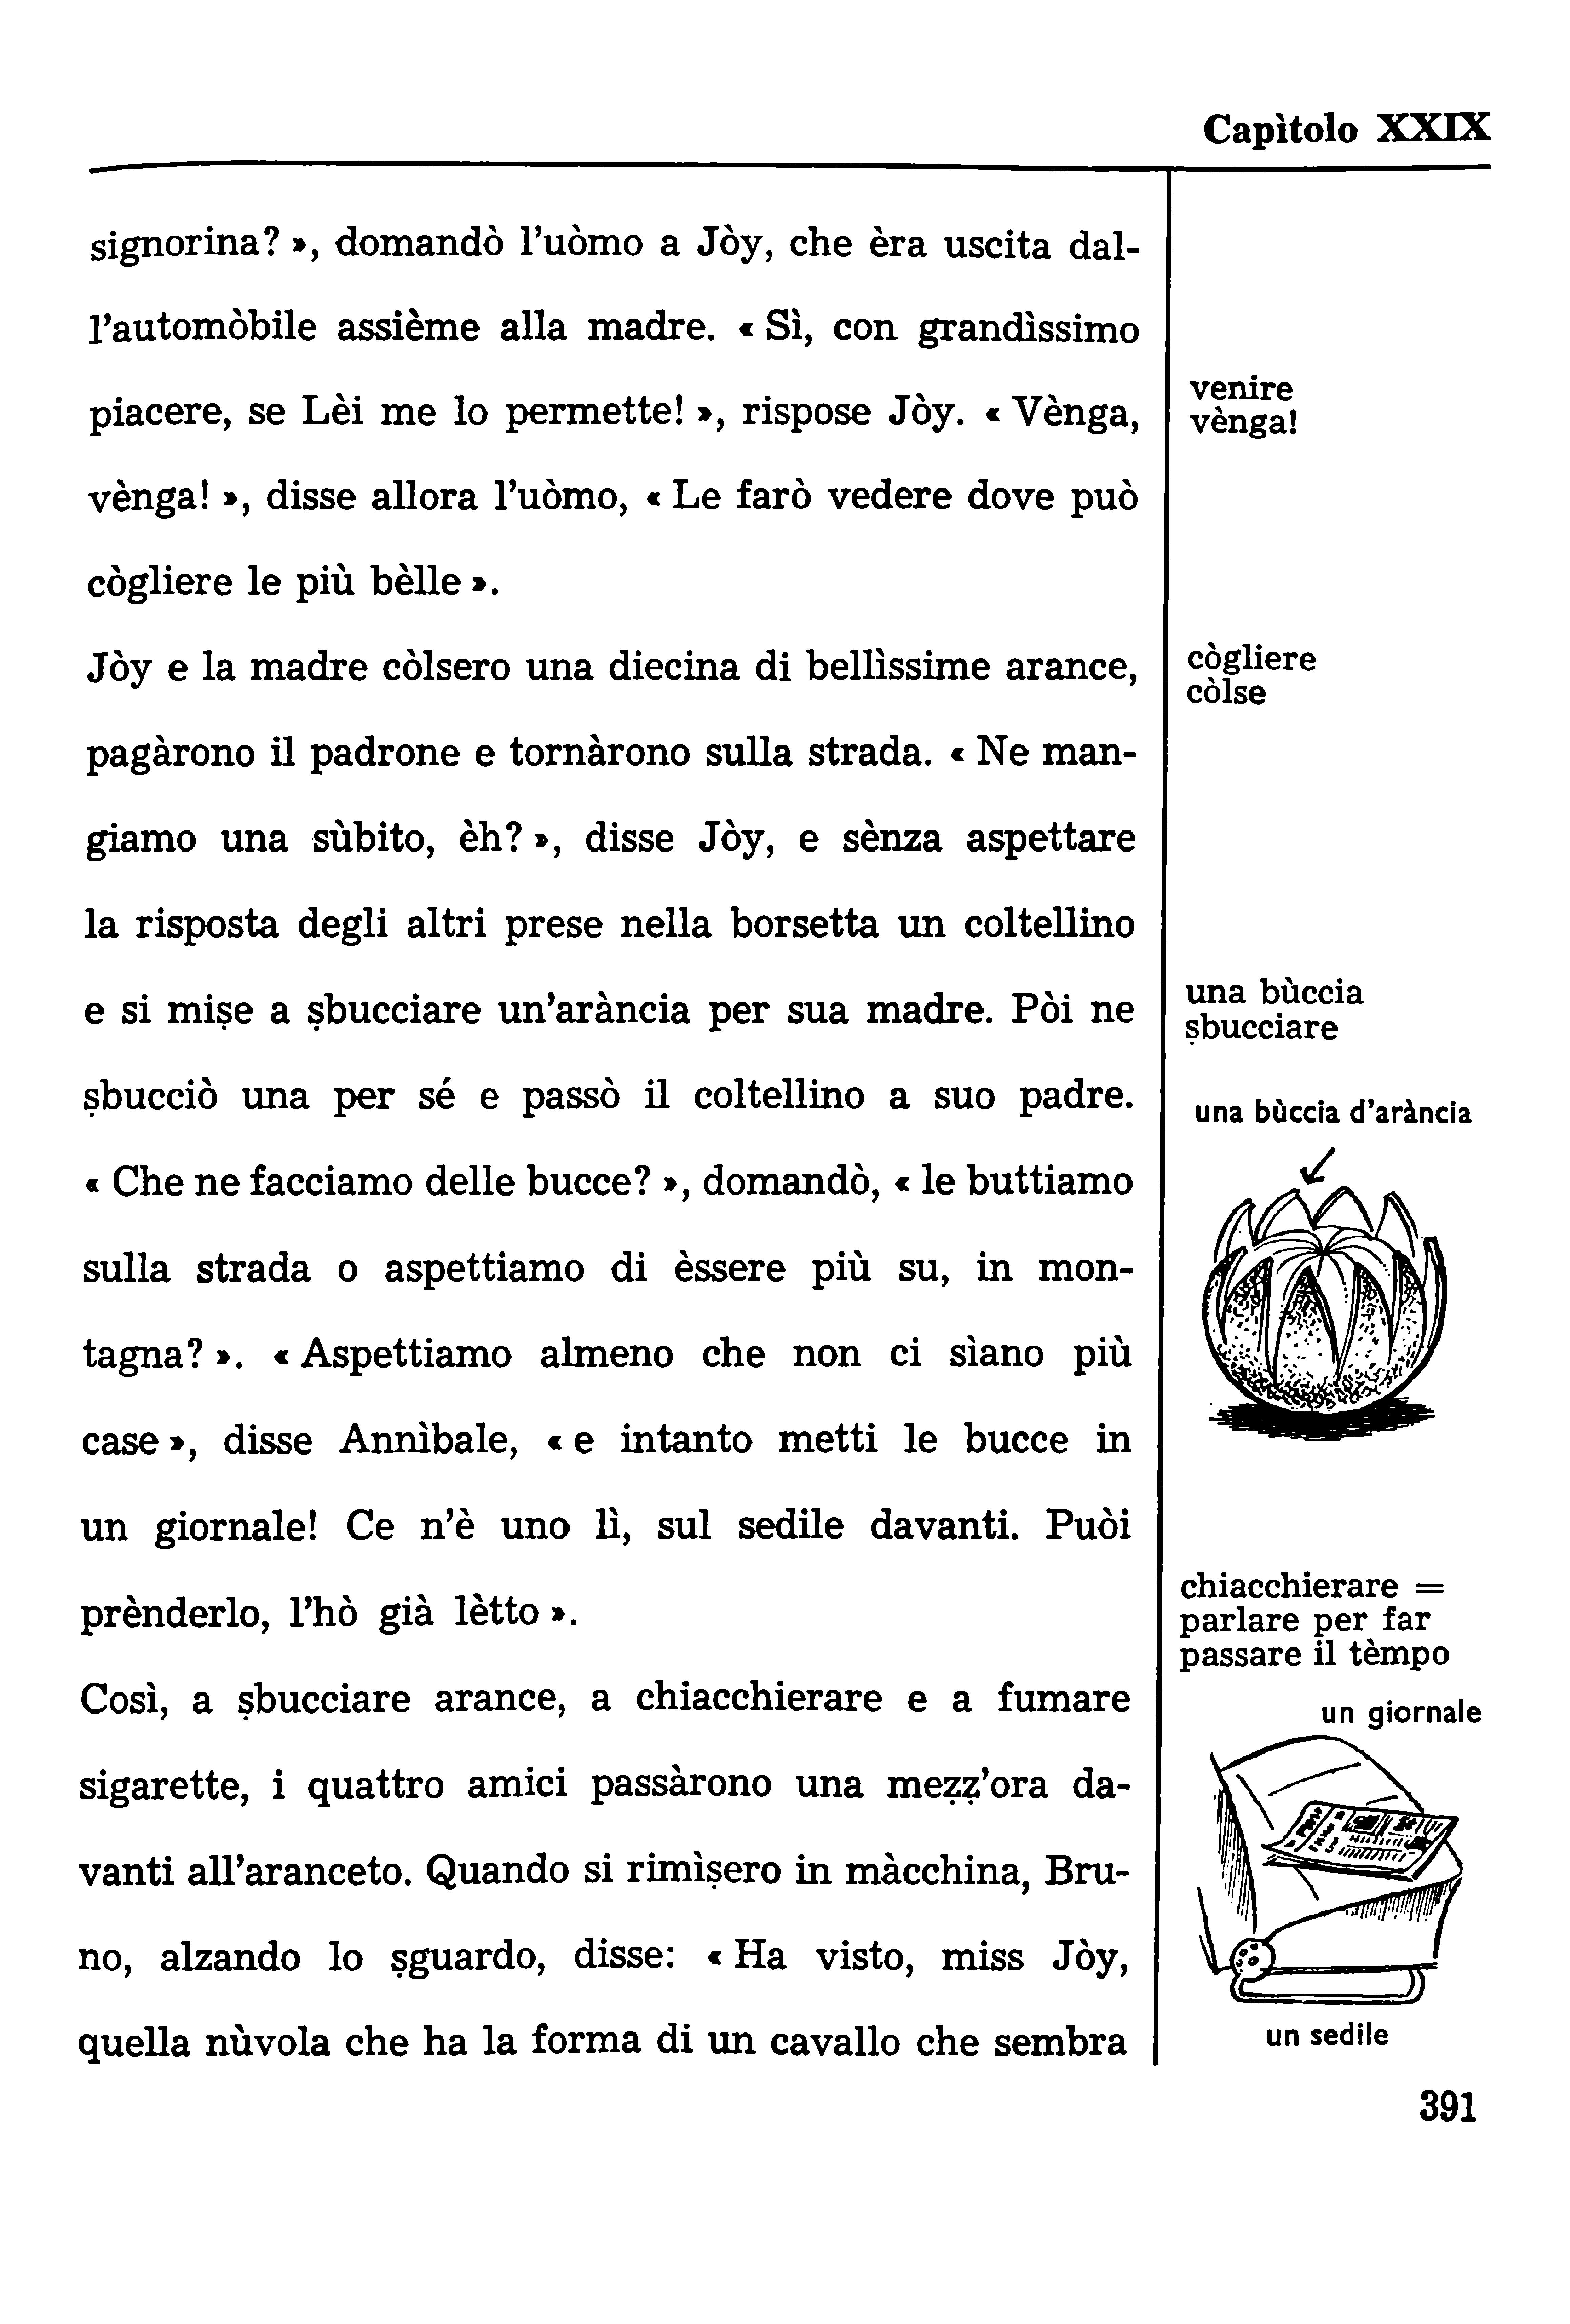 Capìtolo XXIX
signorina? », domandò l'uòmo a Jòy, che èra uscita dal-
l'automòbile assième alla madre. « Sì, con grandìssimo
piacere, se Lèi me lo permette! », rispose Jòy. « Vènga,
vènga! », disse allora l'uòmo, « Le farò vedere dove può
cògliere le più bèlle ».
Jòy e la madre còlsero una diecina di bellìssime arance,
pagàrono il padrone e tornàrono sulla strada. « Ne man-
giamo una sùbito, èh? », disse Jòy, e sènza aspettare
la risposta degli altri prese nella borsetta un coltellino
e si miṣe a ṣbucciare un'arància per sua madre. Pòi ne
ṣbucciò una per sé e passò il coltellino a suo padre.
« Che ne facciamo delle bucce? », domandò, « le buttiamo
sulla strada o aspettiamo di èssere più su, in mon-
tagna? ». « Aspettiamo almeno che non ci sìano più
case », disse Annìbale, « e intanto metti le bucce in
un giornale! Ce n'è uno lì, sul sedile davanti. Puòi
prènderlo, l'hò già lètto ».
Così, a ṣbucciare arance, a chiacchierare e a fumare
sigarette, i quattro amici passàrono una meẓẓ'ora da-
vanti all'aranceto. Quando si rimìṣero in màcchina, Bru-
no, alzando lo ṣguardo, disse: « Ha visto, miss Jòy,
quella nùvola che ha la forma di un cavallo che sembra
venire
vènga!
cògliere
còlse
una bùccia
ṣbucciare
una bùccia d'arància
chiacchierare =
parlare per far
passare il tèmpo
un giornale
un sedile
391